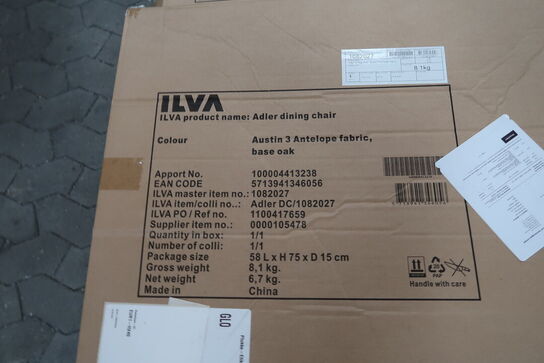 1082027
8.1kg
ILVA
ILVA product name: Adler dining chair
Colour Austin 3 Antelope fabric,
base oak
Apport No. 100004413238
EAN CODE 5713941346056
ILVA master item no.: 1082027
ILVA item/colli no.: Adler DC/1082027
ILVA PO / Ref no. 1100417659
Supplier item no.: 0000105478
Quantity in box: 1/1
Number of colli: 1/1
Package size 58 L x H 75 x D 15 cm
Gross weight 8,1 kg.
Net weight 6,7 kg.
Made in China
PAP
Handle with care
GLO